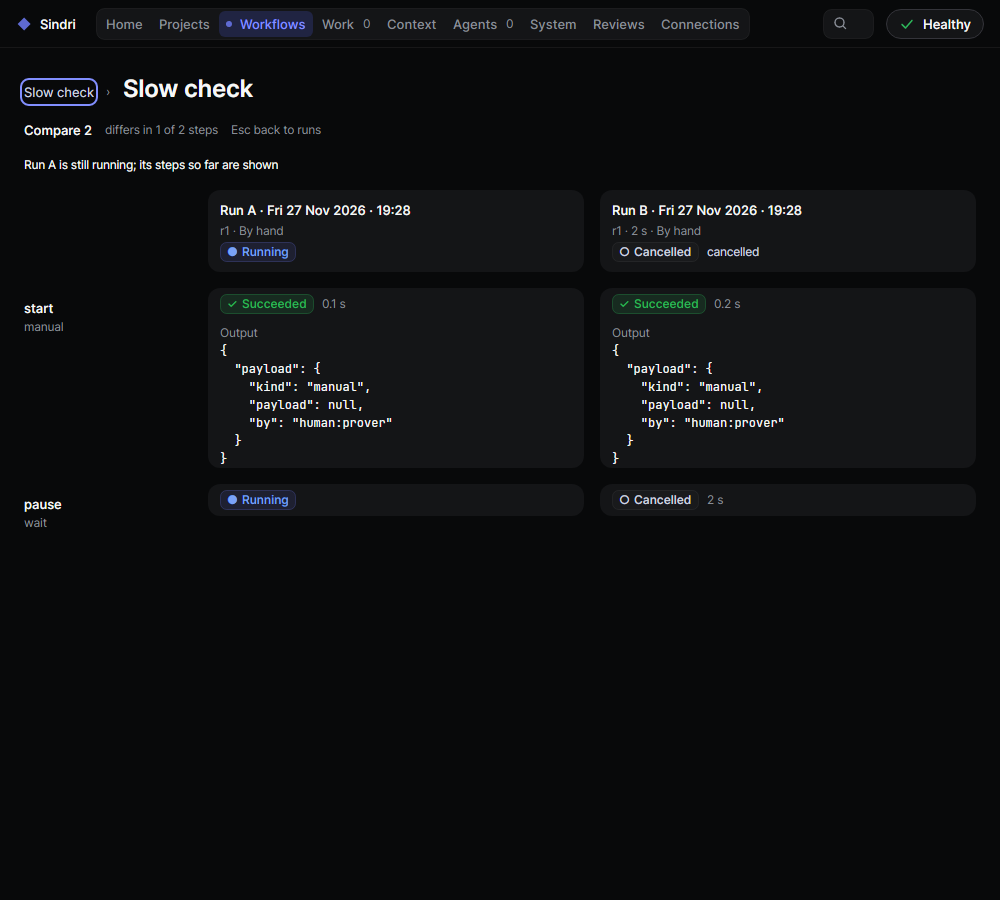 Sindri Home Projects Workflows Work 0 Context Agents 0 System Reviews Connections Healthy
Slow check › Slow check
Compare 2 differs in 1 of 2 steps Esc back to runs
Run A is still running; its steps so far are shown
Run A · Fri 27 Nov 2026 · 19:28
r1 · By hand
Running
Run B · Fri 27 Nov 2026 · 19:28
r1 · 2 s · By hand
Cancelled cancelled
start
manual
Succeeded 0.1 s
Output
{
  "payload": {
    "kind": "manual",
    "payload": null,
    "by": "human:prover"
  }
}
Succeeded 0.2 s
Output
{
  "payload": {
    "kind": "manual",
    "payload": null,
    "by": "human:prover"
  }
}
pause
wait
Running
Cancelled 2 s